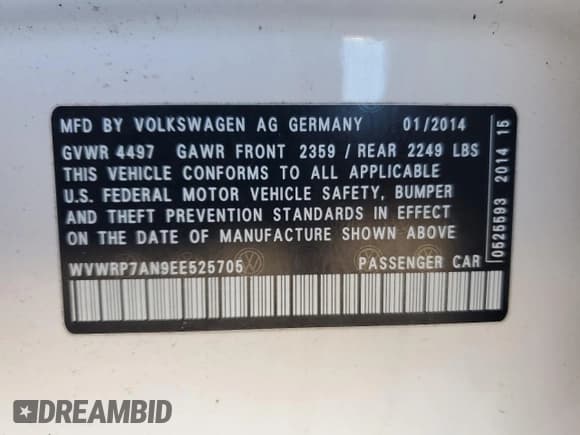 MFD BY VOLKSWAGEN AG GERMANY 01/2014
GVWR 4497 GAWR FRONT 2359 / REAR 2249 LBS
THIS VEHICLE CONFORMS TO ALL APPLICABLE
U.S. FEDERAL MOTOR VEHICLE SAFETY, BUMPER
AND THEFT PREVENTION STANDARDS IN EFFECT
ON THE DATE OF MANUFACTURE SHOWN ABOVE
WVWRP7AN9EE525705 PASSENGER CAR
0525593 2014 15
DREAMBID